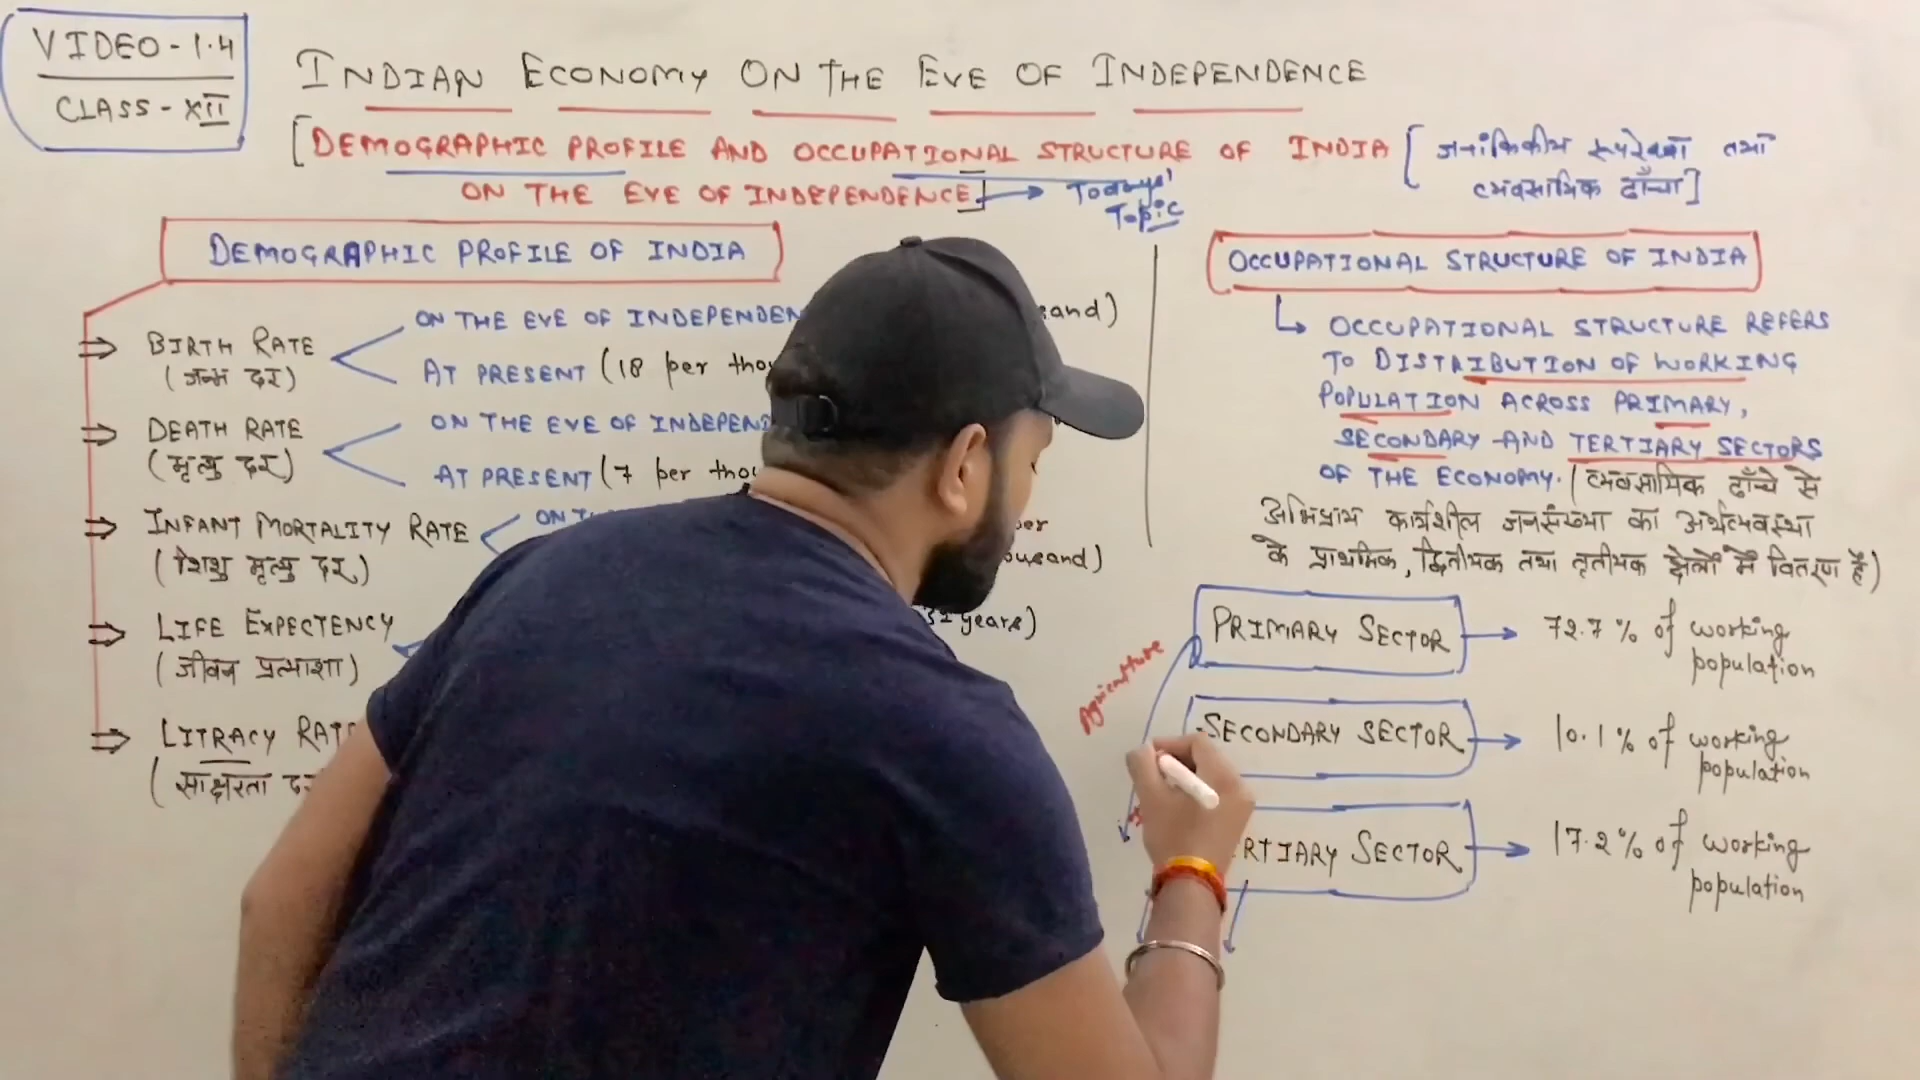 VIDEO - 1.4
CLASS - XII
INDIAN ECONOMY ON THE EVE OF INDEPENDENCE
[DEMOGRAPHIC PROFILE AND OCCUPATIONAL STRUCTURE OF INDIA
ON THE EVE OF INDEPENDENCE]
Todays'
Topic
[जनांकिकीय रूपरेखा तथा
व्यवसायिक ढाँचा]
DEMOGRAPHIC PROFILE OF INDIA
BIRTH RATE
(जन्म दर)
ON THE EVE OF INDEPENDEN
AT PRESENT (18 per thou
DEATH RATE
(मृत्यु दर)
ON THE EVE OF INDEPEND
AT PRESENT (7 per thou
INFANT MORTALITY RATE
(शिशु मृत्यु दर)
ON
LIFE EXPECTENCY
(जीवन प्रत्याशा)
years)
LITRACY RATE
(साक्षरता दर
OCCUPATIONAL STRUCTURE OF INDIA
OCCUPATIONAL STRUCTURE REFERS
TO DISTRIBUTION OF WORKING
POPULATION ACROSS PRIMARY,
SECONDARY AND TERTIARY SECTORS
OF THE ECONOMY. (व्यवसायिक ढाँचे से
अभिप्राय कार्यशील जनसंख्या का अर्थव्यवस्था
के प्राथमिक, द्वितीयक तथा तृतीयक क्षेत्रों में वितरण है)
Agriculture
PRIMARY SECTOR
72.7% of working
population
SECONDARY SECTOR
10.1% of working
population
RTIARY SECTOR
17.2% of working
population